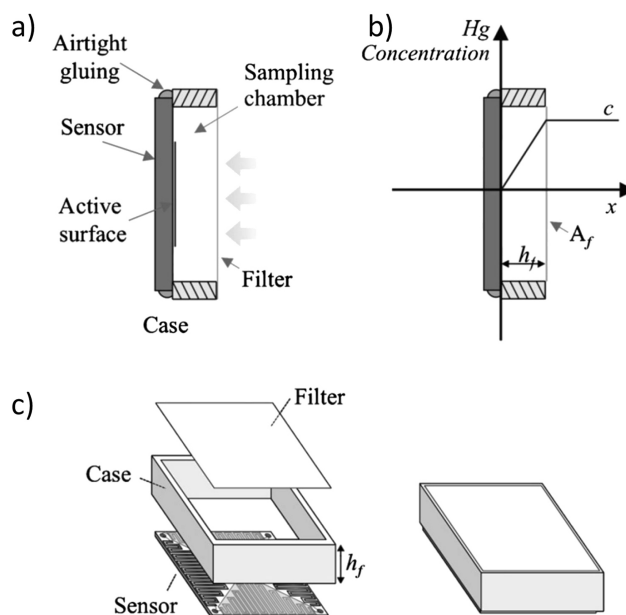 a)
Airtight
gluing
Sampling
chamber
Sensor
Active
surface
Filter
Case
b)
Hg
Concentration
c
x
A_f
h_f
c)
Filter
Case
h_f
Sensor